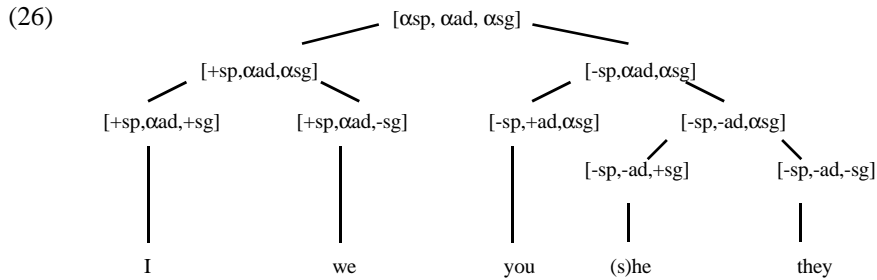 (26)
[αsp, αad, αsg]
[+sp,αad,αsg] [-sp,αad,αsg]
[+sp,αad,+sg] [+sp,αad,-sg] [-sp,+ad,αsg] [-sp,-ad,αsg]
[-sp,-ad,+sg] [-sp,-ad,-sg]
I we you (s)he they